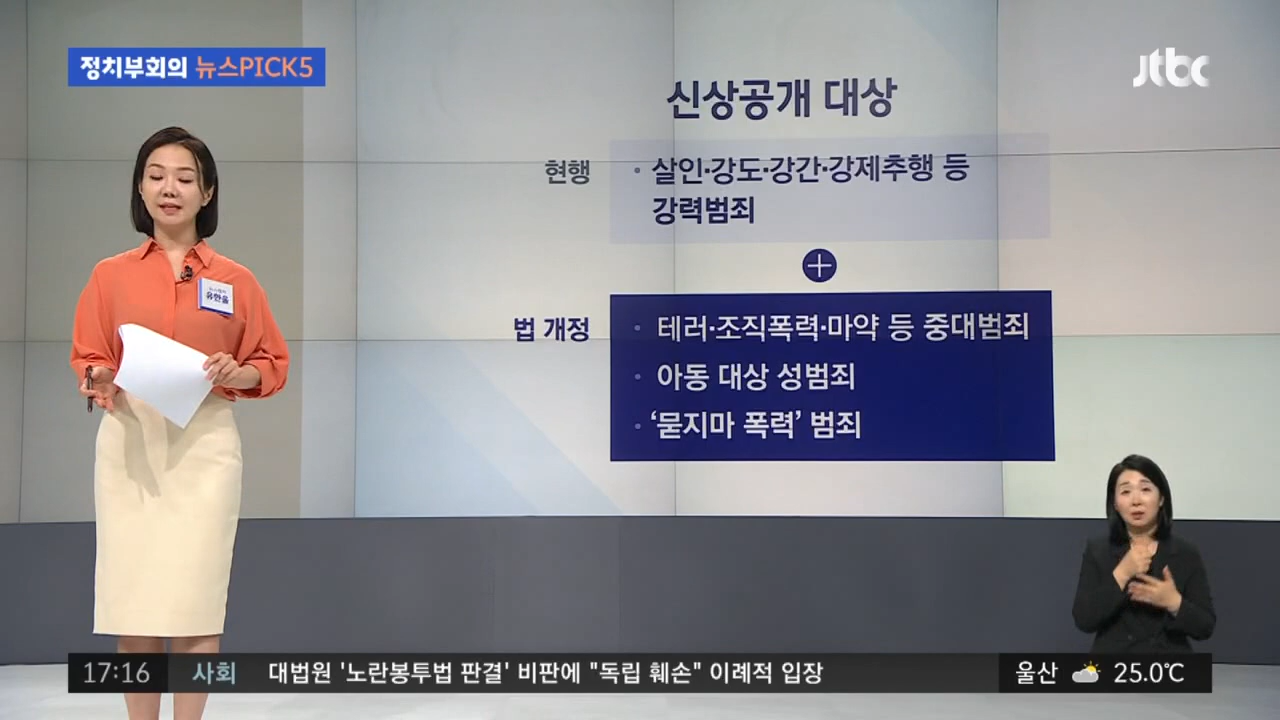 정치부회의 뉴스PICK5
jtbc
신상공개 대상
현행
· 살인·강도·강간·강제추행 등
강력범죄
+
법 개정
· 테러·조직폭력·마약 등 중대범죄
· 아동 대상 성범죄
· ‘묻지마 폭력’ 범죄
유한울
17:16 사회 대법원 '노란봉투법 판결' 비판에 "독립 훼손" 이례적 입장 울산 25.0℃